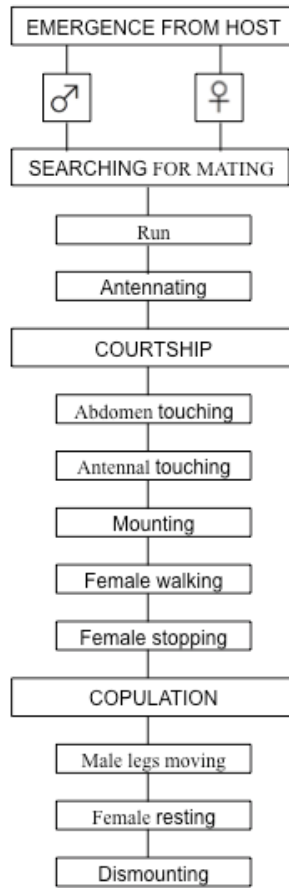 EMERGENCE FROM HOST
♂ ♀
SEARCHING FOR MATING
Run
Antennating
COURTSHIP
Abdomen touching
Antennal touching
Mounting
Female walking
Female stopping
COPULATION
Male legs moving
Female resting
Dismounting